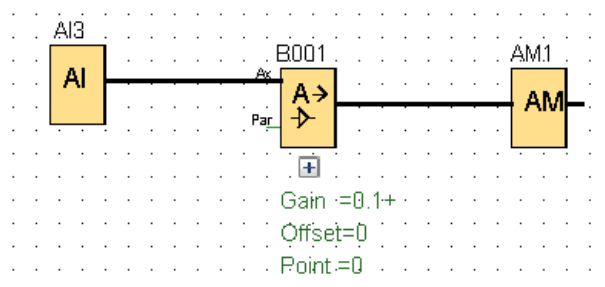 AI3
B001
AM1
AI
Ax
A→
AM
Par
Gain =0.1+
Offset=0
Point =0